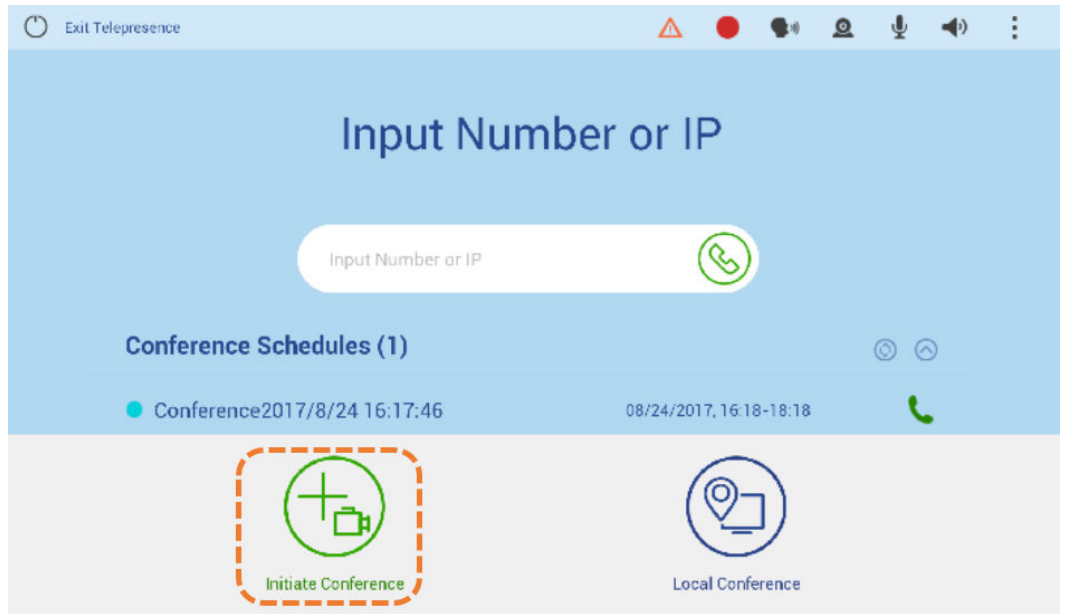 Exit Telepresence
Input Number or IP
Input Number or IP
Conference Schedules (1)
Conference2017/8/24 16:17:46 08/24/2017, 16:18-18:18
Initiate Conference Local Conference